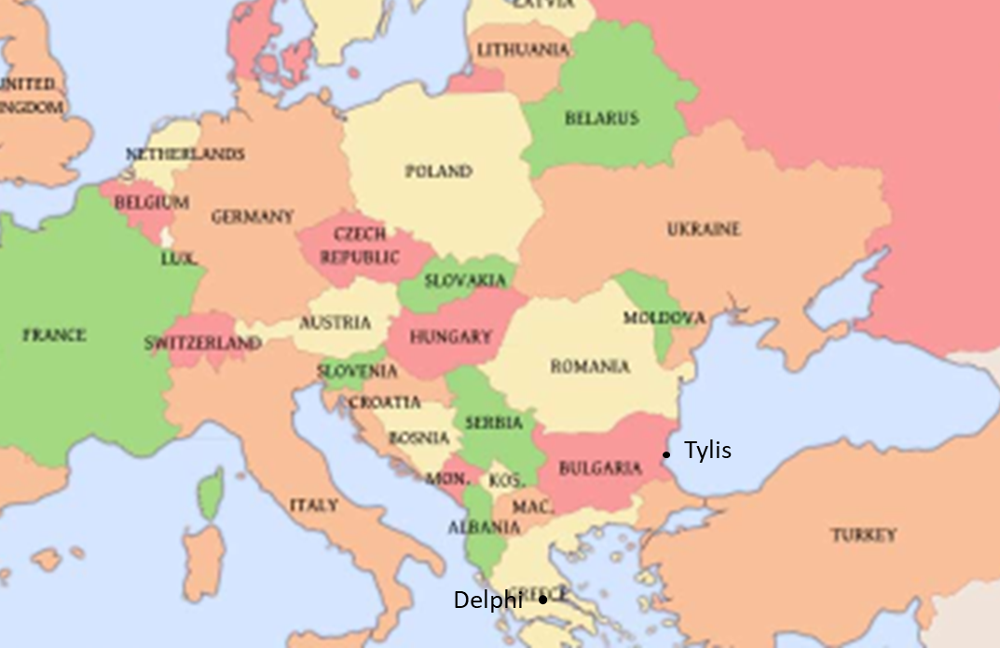 LATVIA
LITHUANIA
UNITED
NGDOM
BELARUS
NETHERLANDS
POLAND
BELGIUM
GERMANY
UKRAINE
CZECH
REPUBLIC
LUX.
SLOVAKIA
MOLDOVA
AUSTRIA
FRANCE
SWITZERLAND
HUNGARY
ROMANIA
SLOVENIA
CROATIA
SERBIA
BOSNIA
Tylis
BULGARIA
MON.
KOS.
ITALY
MAC.
ALBANIA
TURKEY
GREECE
Delphi